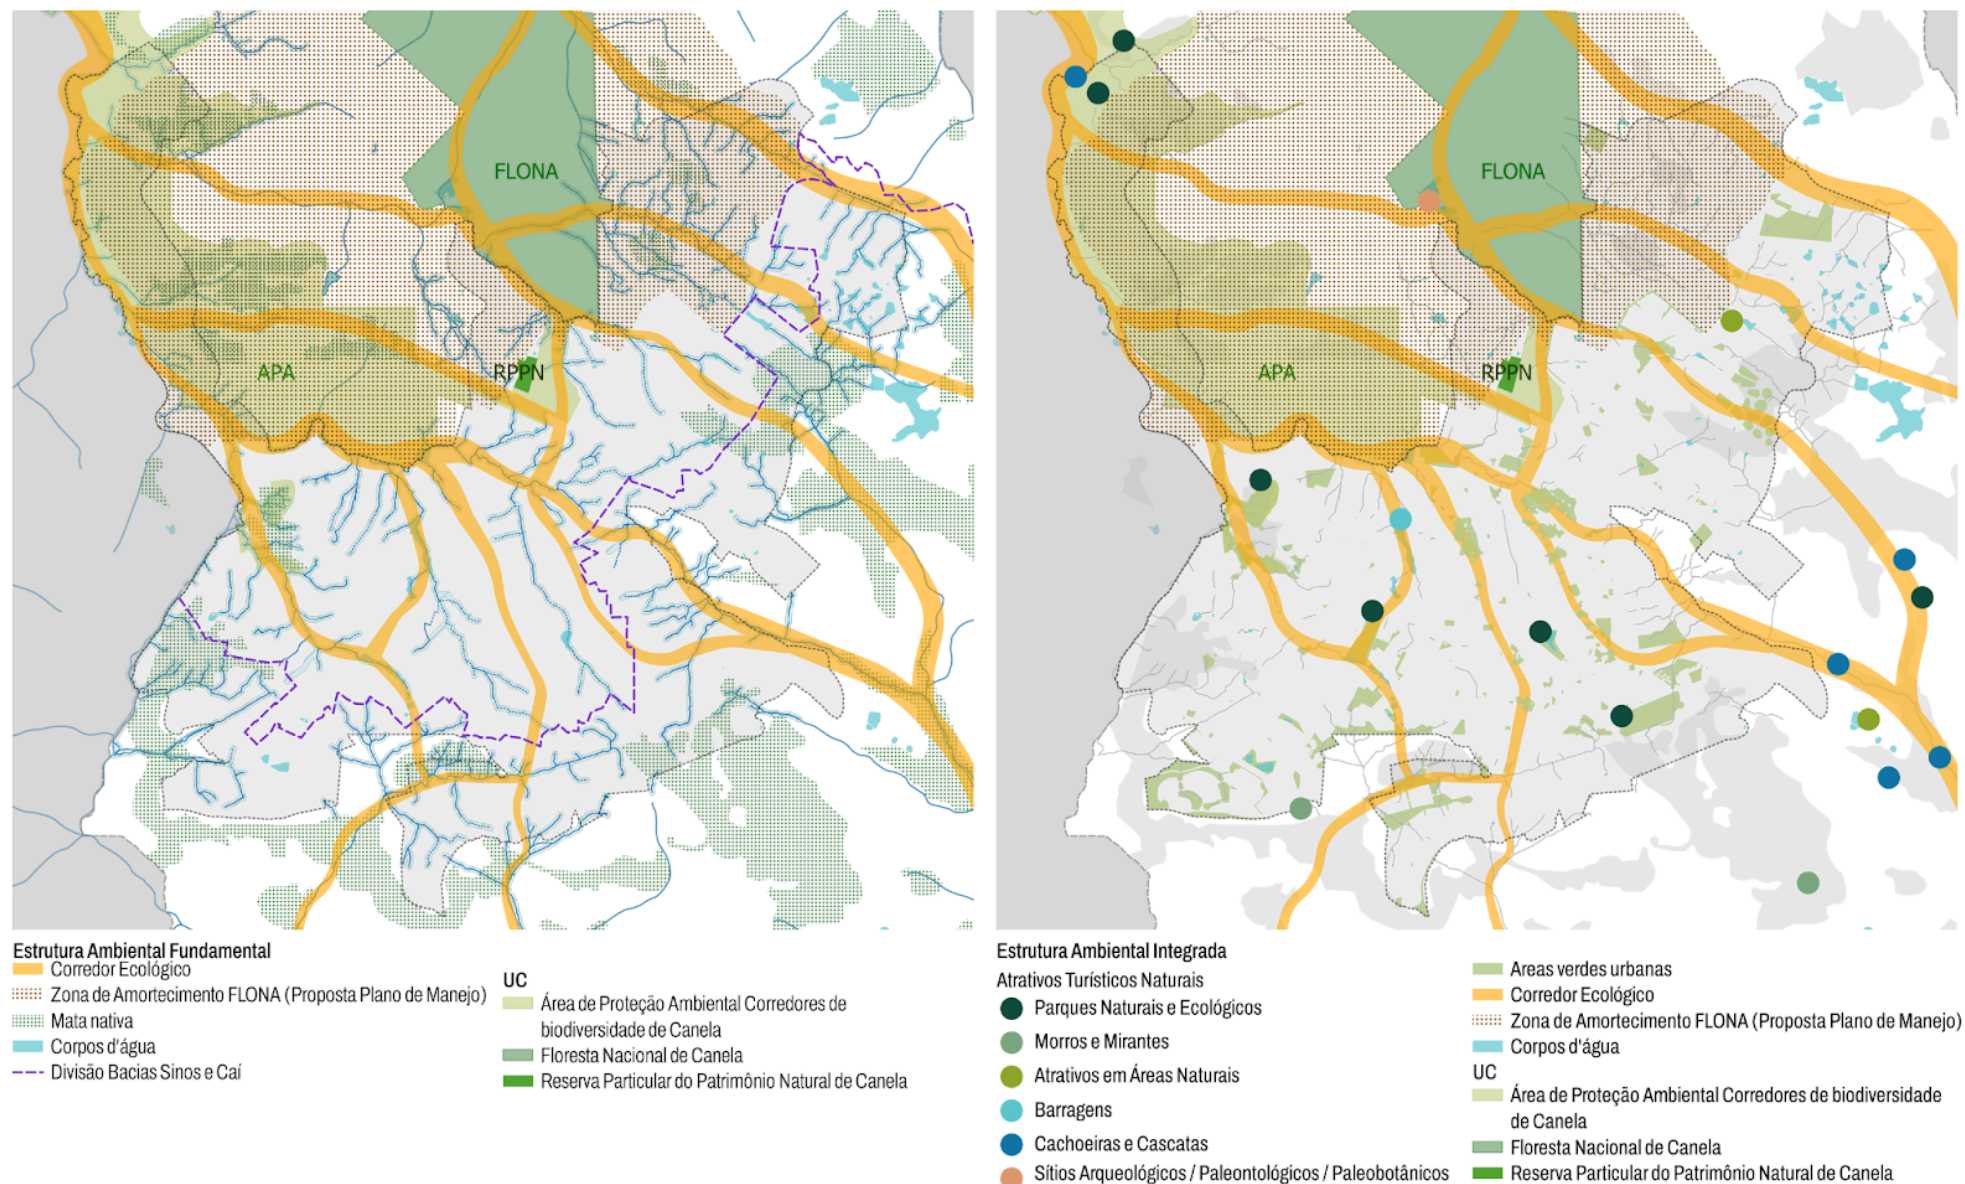 FLONA
APA
RPPN
FLONA
APA
RPPN
Estrutura Ambiental Fundamental
Corredor Ecológico
Zona de Amortecimento FLONA (Proposta Plano de Manejo)
Mata nativa
Corpos d'água
Divisão Bacias Sinos e Caí
UC
Área de Proteção Ambiental Corredores de
biodiversidade de Canela
Floresta Nacional de Canela
Reserva Particular do Patrimônio Natural de Canela
Estrutura Ambiental Integrada
Atrativos Turísticos Naturais
Parques Naturais e Ecológicos
Morros e Mirantes
Atrativos em Áreas Naturais
Barragens
Cachoeiras e Cascatas
Sítios Arqueológicos / Paleontológicos / Paleobotânicos
Areas verdes urbanas
Corredor Ecológico
Zona de Amortecimento FLONA (Proposta Plano de Manejo)
Corpos d'água
UC
Área de Proteção Ambiental Corredores de biodiversidade
de Canela
Floresta Nacional de Canela
Reserva Particular do Patrimônio Natural de Canela